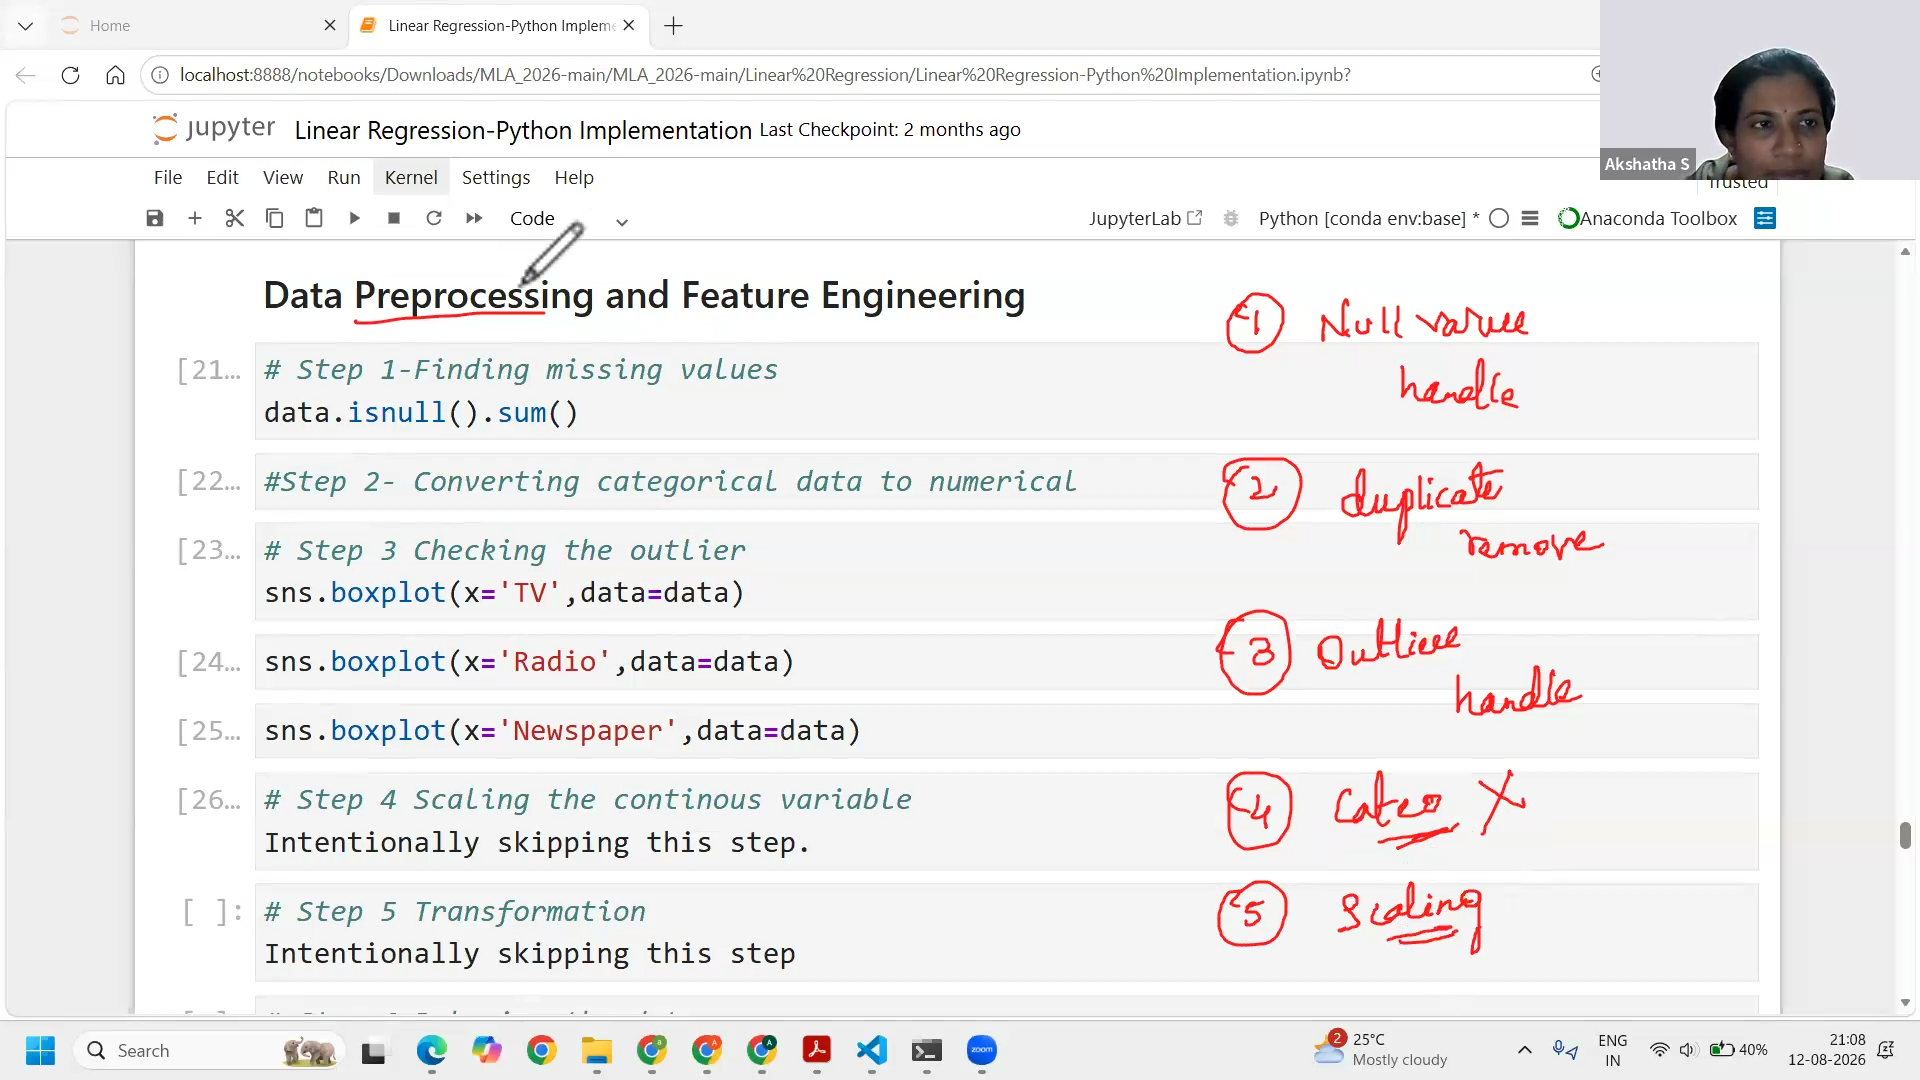 Home
Linear Regression-Python Impleme
localhost:8888/notebooks/Downloads/MLA_2026-main/MLA_2026-main/Linear%20Regression/Linear%20Regression-Python%20Implementation.ipynb?
jupyter Linear Regression-Python Implementation Last Checkpoint: 2 months ago
Akshatha S
File Edit View Run Kernel Settings Help
Trusted
Code
JupyterLab Python [conda env:base] * Anaconda Toolbox
Data Preprocessing and Feature Engineering
[21… # Step 1-Finding missing values
data.isnull().sum()
[22… #Step 2- Converting categorical data to numerical
[23… # Step 3 Checking the outlier
sns.boxplot(x='TV',data=data)
[24… sns.boxplot(x='Radio',data=data)
[25… sns.boxplot(x='Newspaper',data=data)
[26… # Step 4 Scaling the continous variable
Intentionally skipping this step.
[ ]: # Step 5 Transformation
Intentionally skipping this step
1 Null value
handle
2 duplicate
remove
3 Outlier
handle
4 X
5 Scaling
Search
zoom
2
25°C
Mostly cloudy
ENG
IN
40%
21:08
12-08-2026